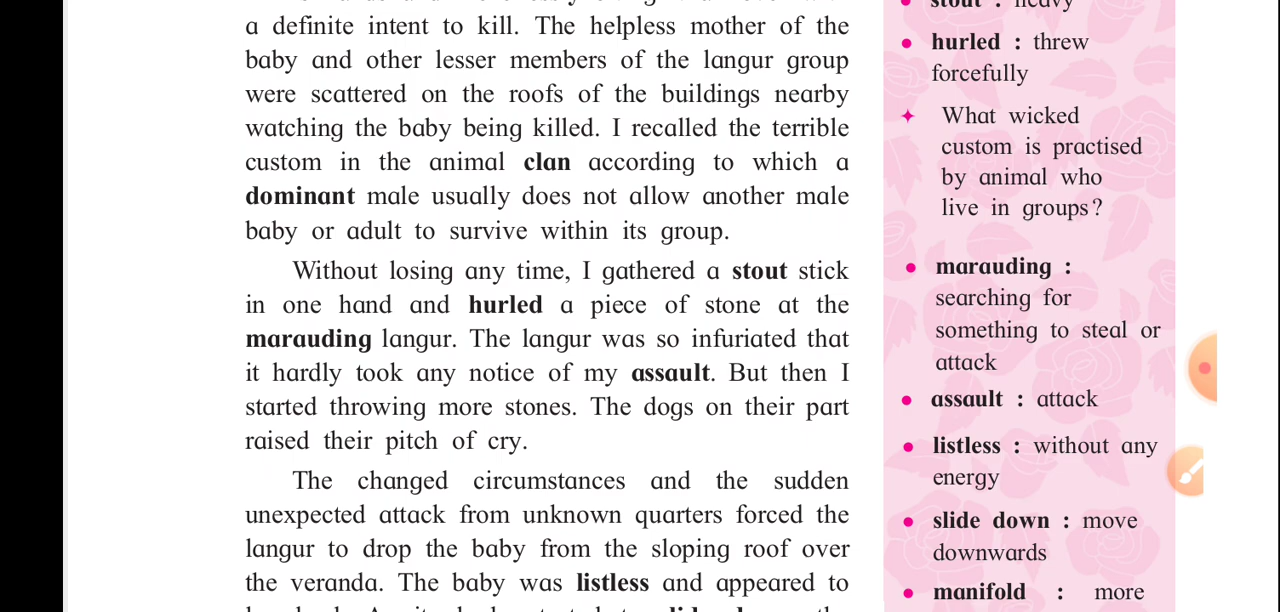 a definite intent to kill. The helpless mother of the
baby and other lesser members of the langur group
were scattered on the roofs of the buildings nearby
watching the baby being killed. I recalled the terrible
custom in the animal clan according to which a
dominant male usually does not allow another male
baby or adult to survive within its group.
Without losing any time, I gathered a stout stick
in one hand and hurled a piece of stone at the
marauding langur. The langur was so infuriated that
it hardly took any notice of my assault. But then I
started throwing more stones. The dogs on their part
raised their pitch of cry.
The changed circumstances and the sudden
unexpected attack from unknown quarters forced the
langur to drop the baby from the sloping roof over
the veranda. The baby was listless and appeared to
• stout : heavy
• hurled : threw
forcefully
✦ What wicked
custom is practised
by animal who
live in groups?
• marauding :
searching for
something to steal or
attack
• assault : attack
• listless : without any
energy
• slide down : move
downwards
• manifold : more